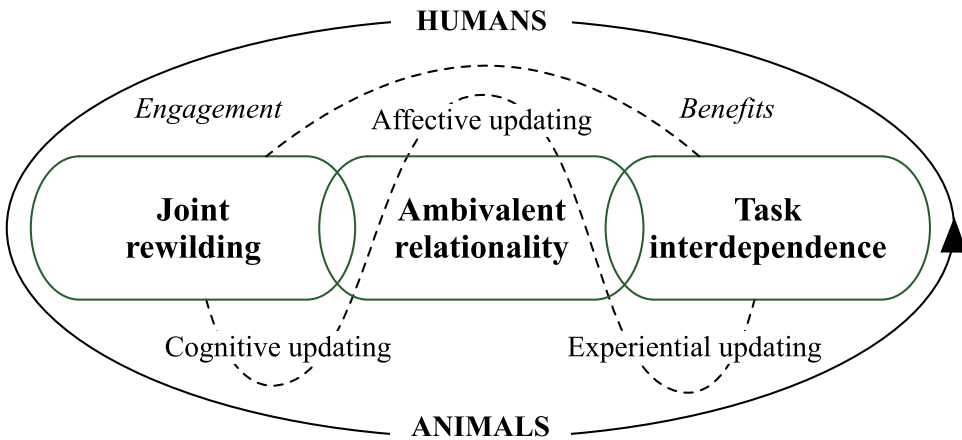 HUMANS
Engagement
Benefits
Affective updating
Joint
rewilding
Ambivalent
relationality
Task
interdependence
Cognitive updating
Experiential updating
ANIMALS